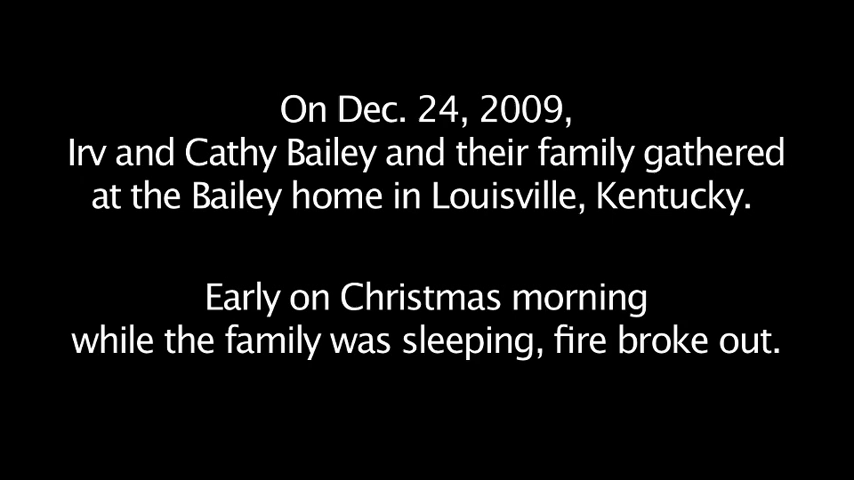 On Dec. 24, 2009,
Irv and Cathy Bailey and their family gathered
at the Bailey home in Louisville, Kentucky.
Early on Christmas morning
while the family was sleeping, fire broke out.